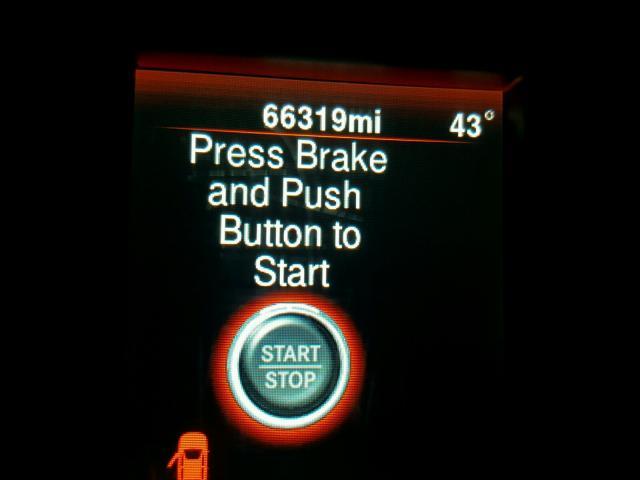 66319mi 43°
Press Brake
and Push
Button to
Start
START
STOP